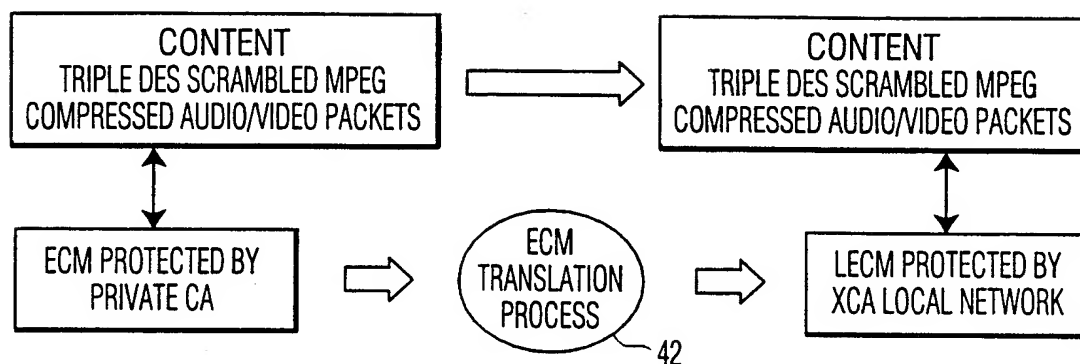 CONTENT
TRIPLE DES SCRAMBLED MPEG
COMPRESSED AUDIO/VIDEO PACKETS
CONTENT
TRIPLE DES SCRAMBLED MPEG
COMPRESSED AUDIO/VIDEO PACKETS
ECM PROTECTED BY
PRIVATE CA
ECM
TRANSLATION
PROCESS
42
LECM PROTECTED BY
XCA LOCAL NETWORK